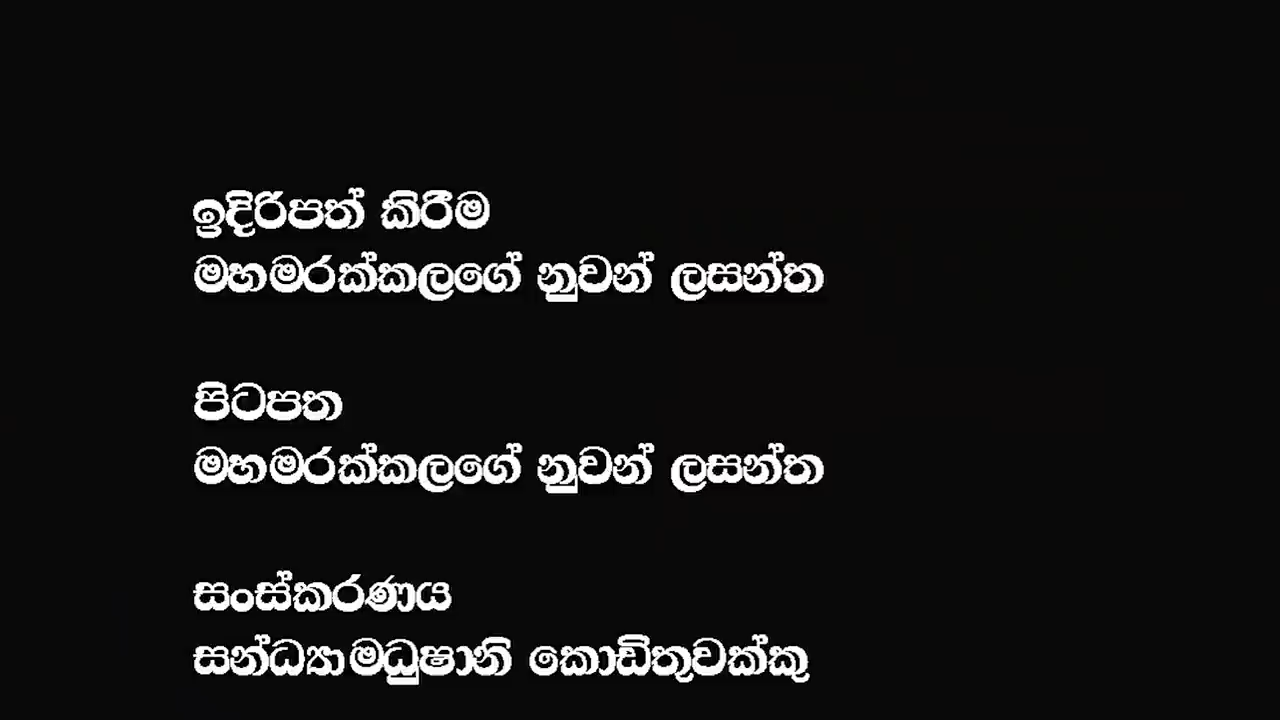 ඉදිරිපත් කිරීම
මහමරක්කලගේ නුවන් ලසන්ත
පිටපත
මහමරක්කලගේ නුවන් ලසන්ත
සංස්කරණය
සන්ධ්‍යාමධුෂානි කොඩිතුවක්කු